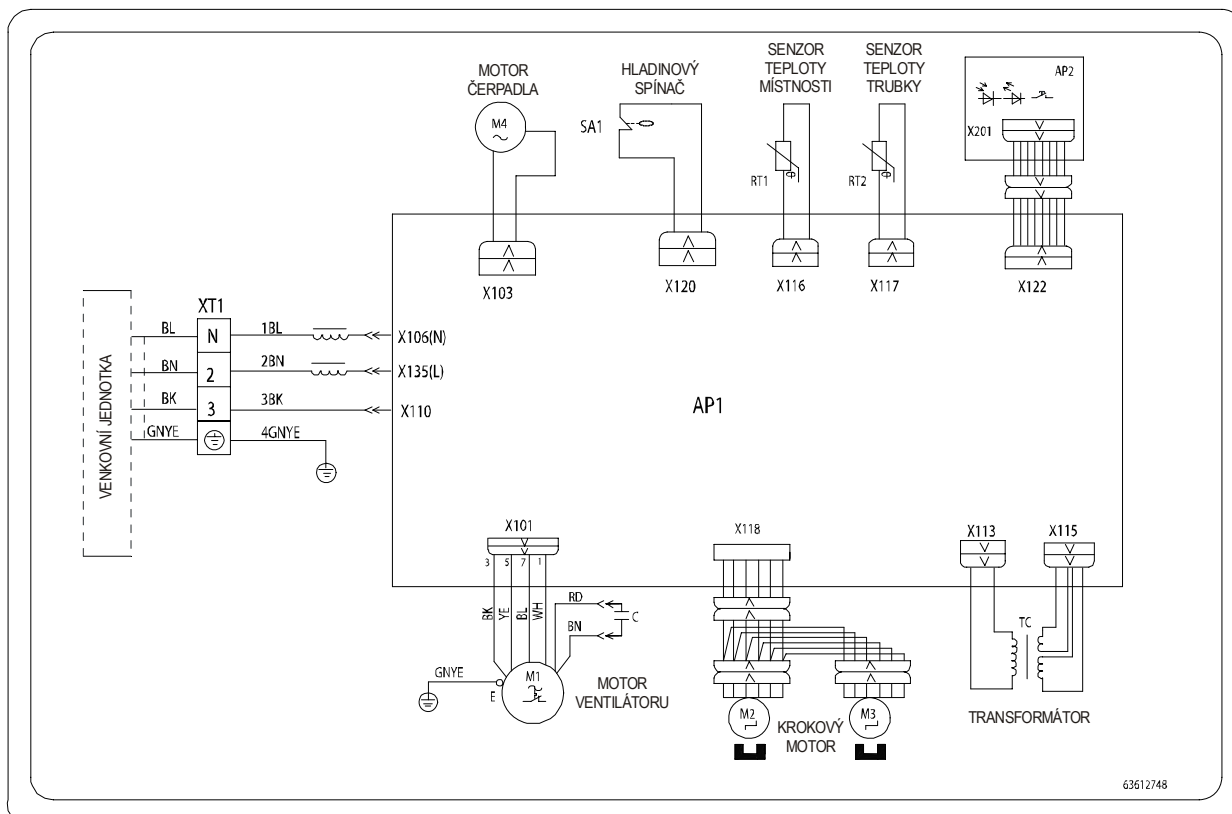 MOTOR
ČERPADLA
M4
HLADINOVÝ
SPÍNAČ
SA1
SENZOR
TEPLOTY
MÍSTNOSTI
RT1
SENZOR
TEPLOTY
TRUBKY
RT2
AP2
X201
X103
X120
X116
X117
X122
VENKOVNÍ JEDNOTKA
XT1
BL N 1BL X106(N)
BN 2 2BN X135(L)
BK 3 3BK X110
GNYE 4GNYE
AP1
X101
3 5 7 1
BK YE BL WH
RD
BN
C
GNYE
E
M1
MOTOR
VENTILÁTORU
X118
M2
M3
KROKOVÝ
MOTOR
X113
X115
TC
TRANSFORMÁTOR
63612748